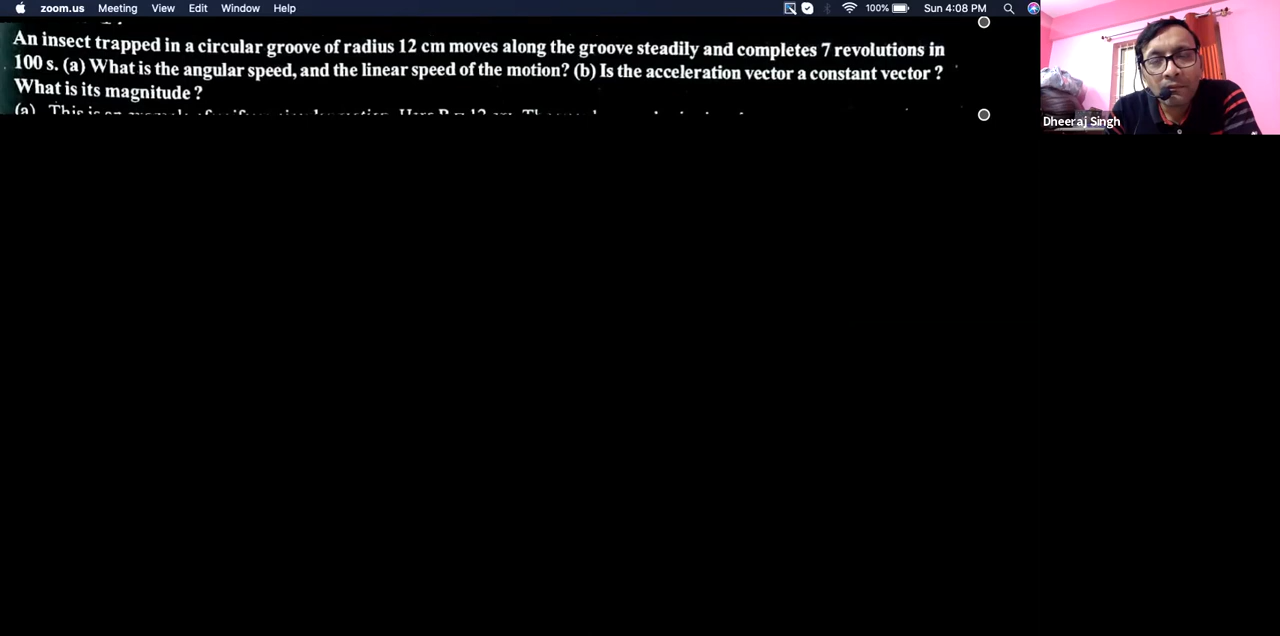 zoom.us Meeting View Edit Window Help 100% Sun 4:08 PM
An insect trapped in a circular groove of radius 12 cm moves along the groove steadily and completes 7 revolutions in
100 s. (a) What is the angular speed, and the linear speed of the motion? (b) Is the acceleration vector a constant vector ?
What is its magnitude ?
(a) This is an
Dheeraj Singh